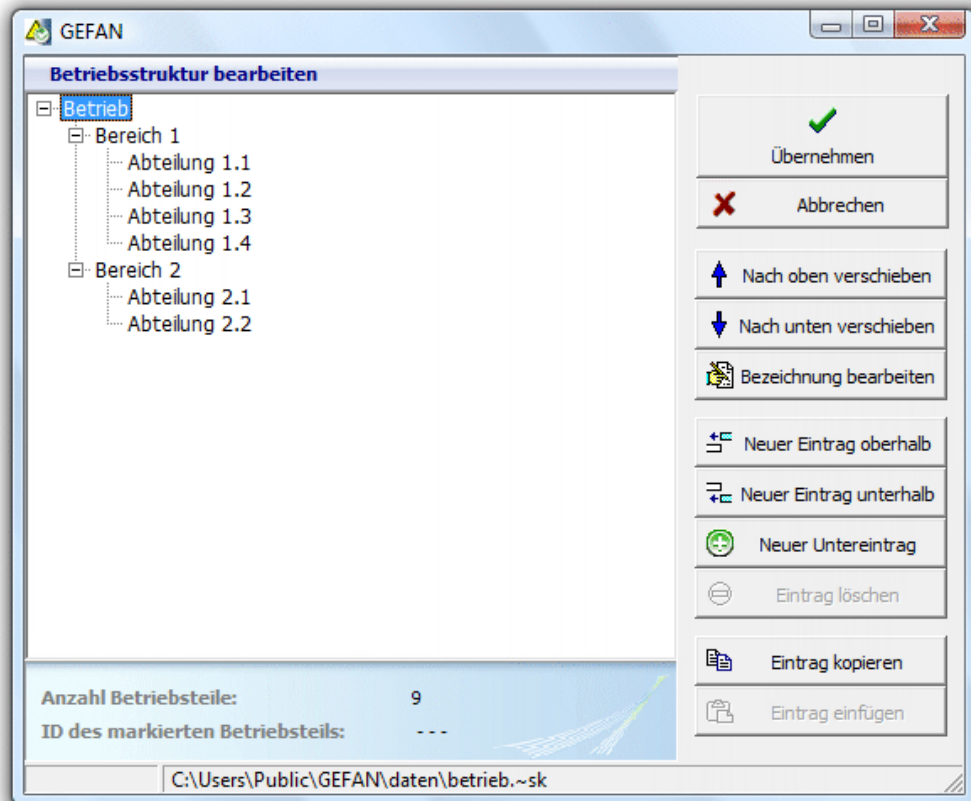 GEFAN
Betriebsstruktur bearbeiten
Betrieb
Bereich 1
Abteilung 1.1
Abteilung 1.2
Abteilung 1.3
Abteilung 1.4
Bereich 2
Abteilung 2.1
Abteilung 2.2
Übernehmen
Abbrechen
Nach oben verschieben
Nach unten verschieben
Bezeichnung bearbeiten
Neuer Eintrag oberhalb
Neuer Eintrag unterhalb
Neuer Untereintrag
Eintrag löschen
Eintrag kopieren
Eintrag einfügen
Anzahl Betriebsteile: 9
ID des markierten Betriebsteils: - - -
C:\Users\Public\GEFAN\daten\betrieb.~sk